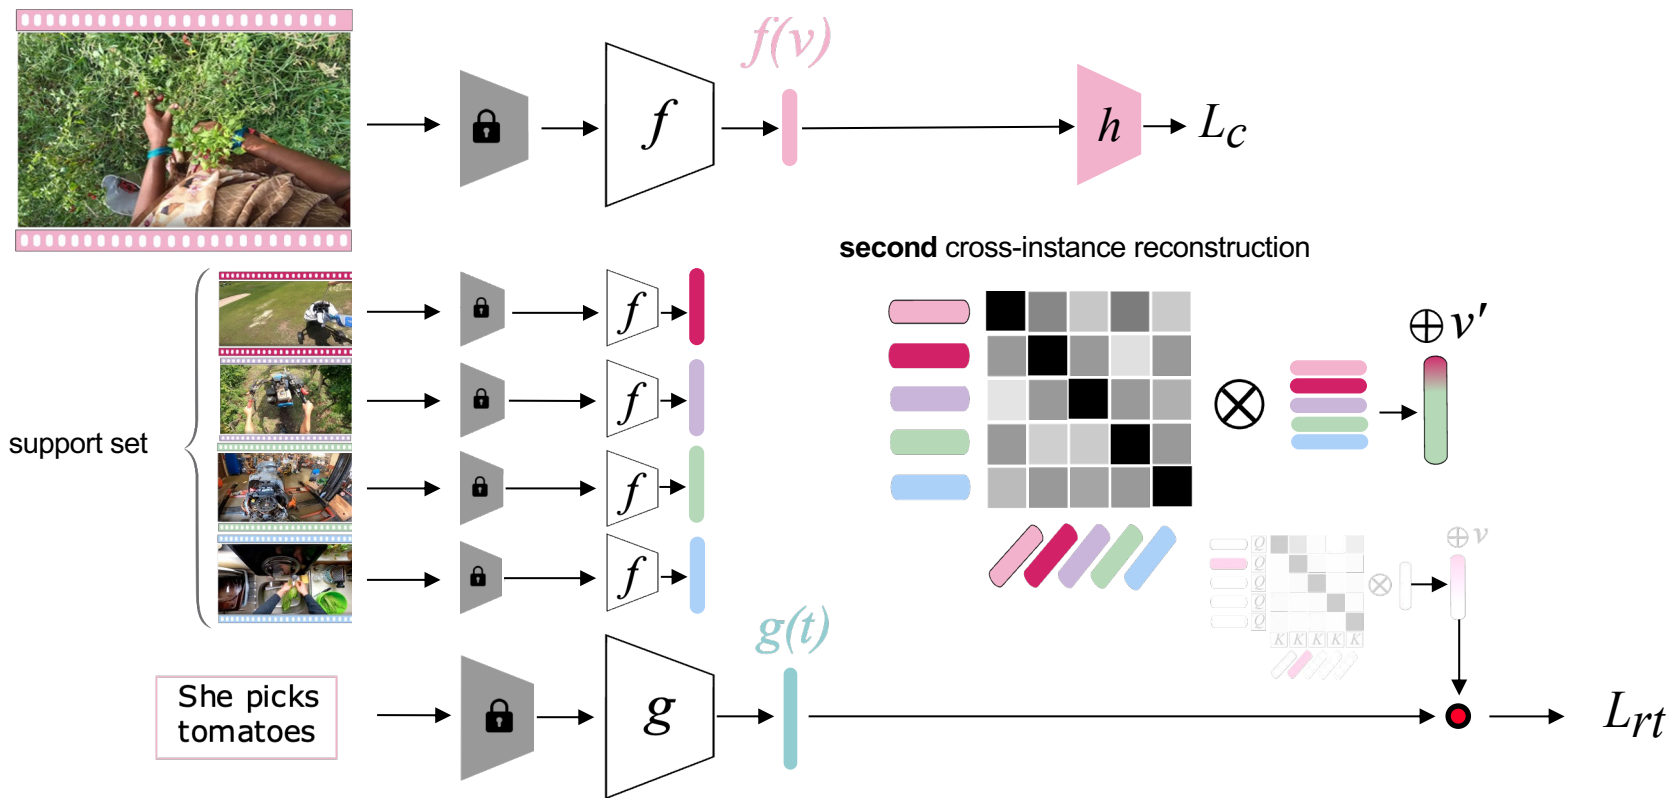 f(v)
f
h
L_c
second cross-instance reconstruction
support set
f
f
f
f
⊕ v'
⊗
⊕ v
Q
Q
Q
Q
Q
⊗
K K K K K
g(t)
She picks
tomatoes
g
L_rt